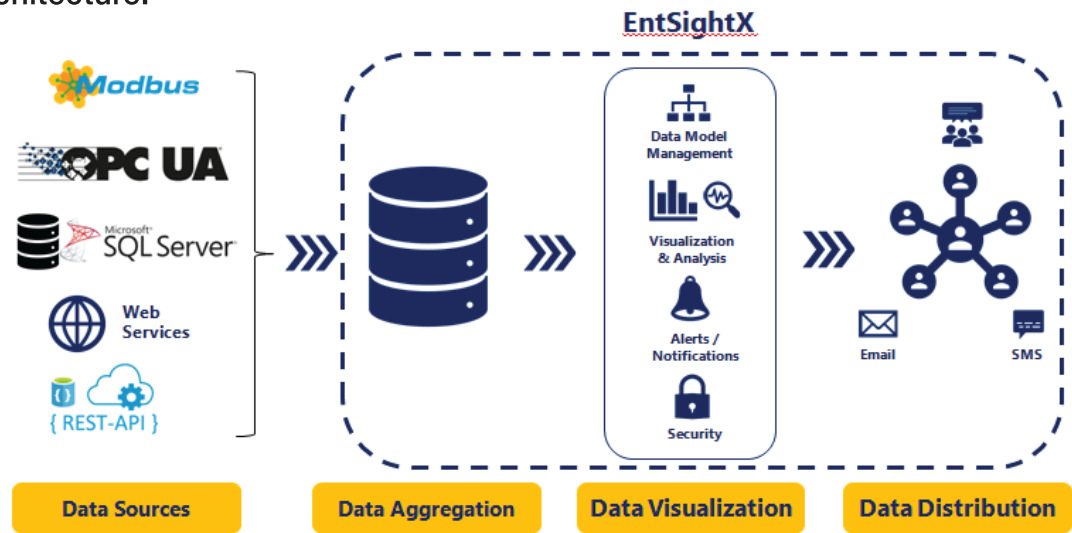 chitecture.
EntSightX
Modbus
OPC UA
Microsoft
SQL Server
Web
Services
{ REST-API }
Data Model
Management
Visualization
& Analysis
Alerts /
Notifications
Security
Email
SMS
Data Sources
Data Aggregation
Data Visualization
Data Distribution